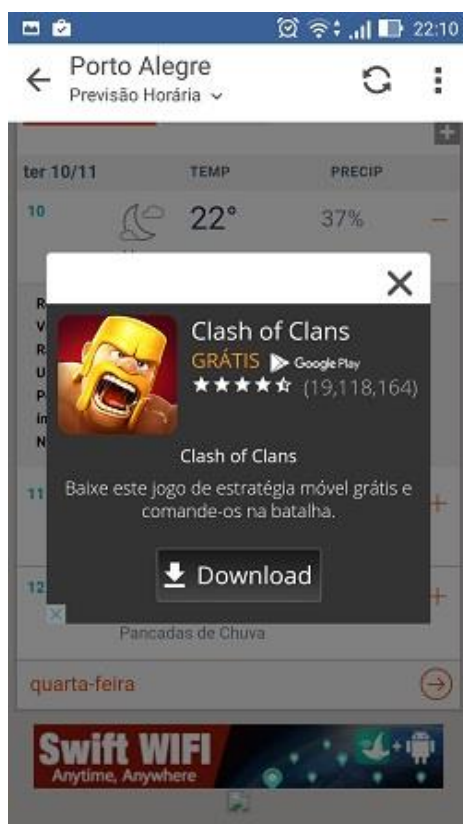 22:10
Porto Alegre
Previsão Horária
ter 10/11 TEMP PRECIP
10 22° 37%
R
V
R
U
P
in
N
Clash of Clans
GRÁTIS Google Play
(19,118,164)
Clash of Clans
Baixe este jogo de estratégia móvel grátis e
comande-os na batalha.
Download
11
12
Pancadas de Chuva
quarta-feira
Swift WIFI
Anytime, Anywhere